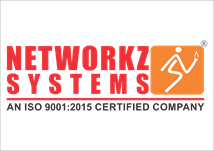 NETWORKZ
SYSTEMS
®
AN ISO 9001:2015 CERTIFIED COMPANY